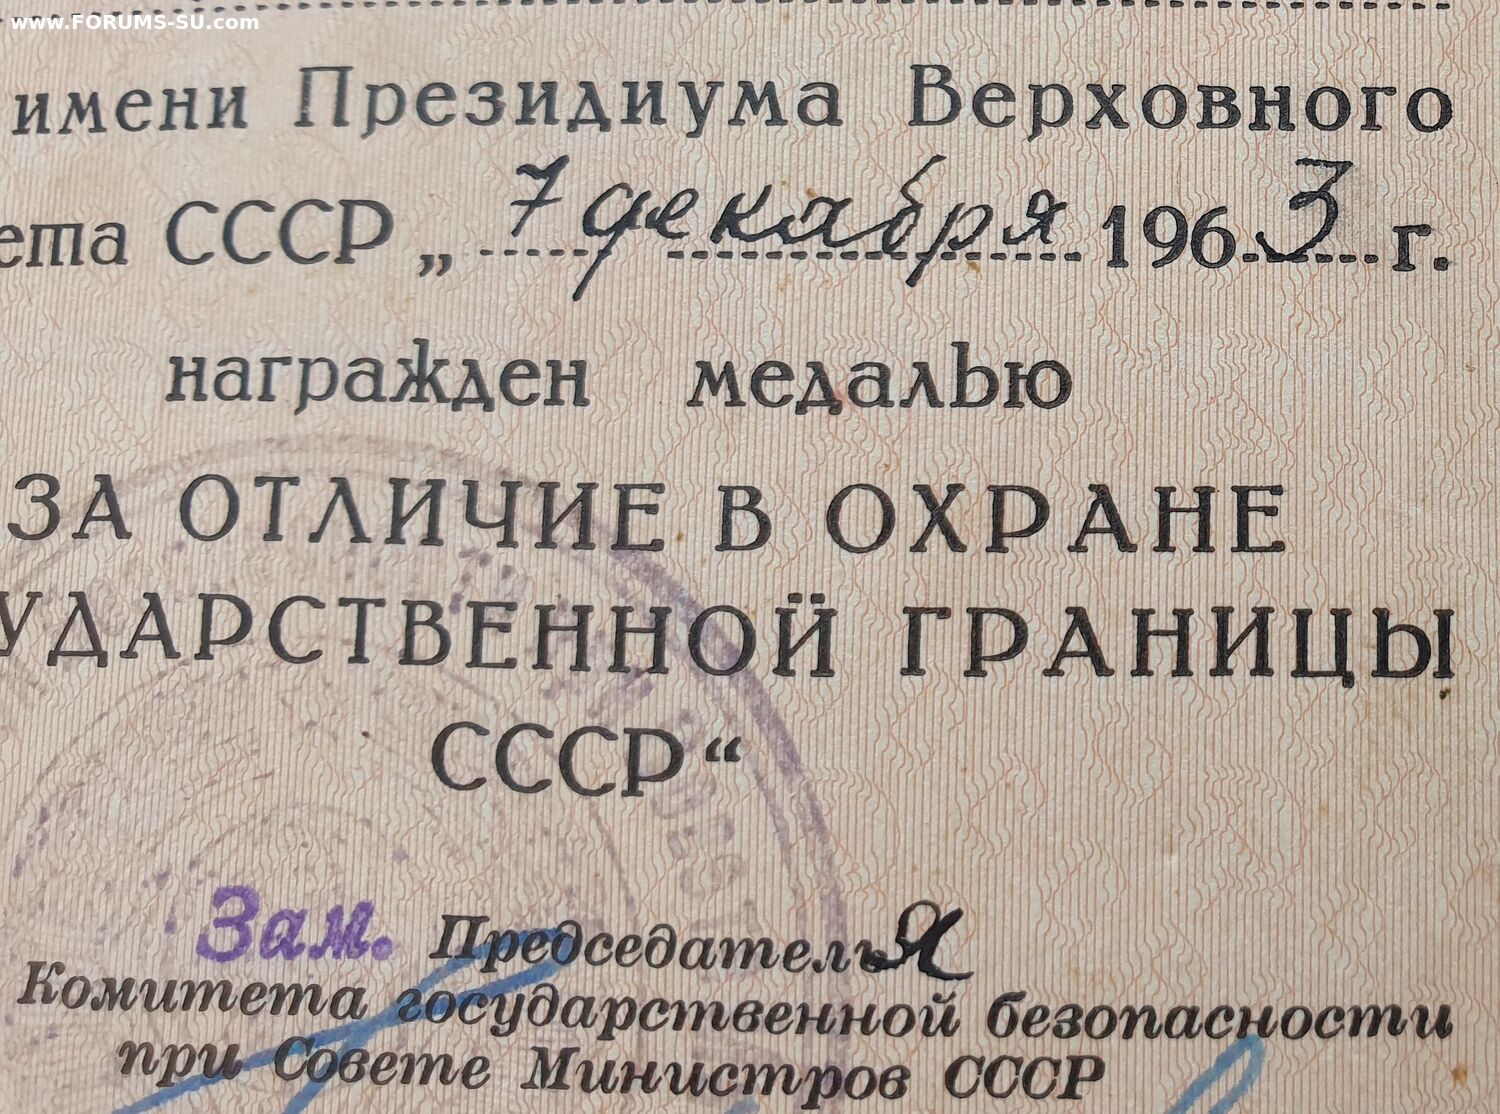 www.FORUMS-SU.com
имени Президиума Верховного
ета СССР „ 7 декабря 1963 г.
награжден медалью
ЗА ОТЛИЧИЕ В ОХРАНЕ
УДАРСТВЕННОЙ ГРАНИЦЫ
СССР“
Зам. Председателя
Комитета государственной безопасности
при Совете Министров СССР